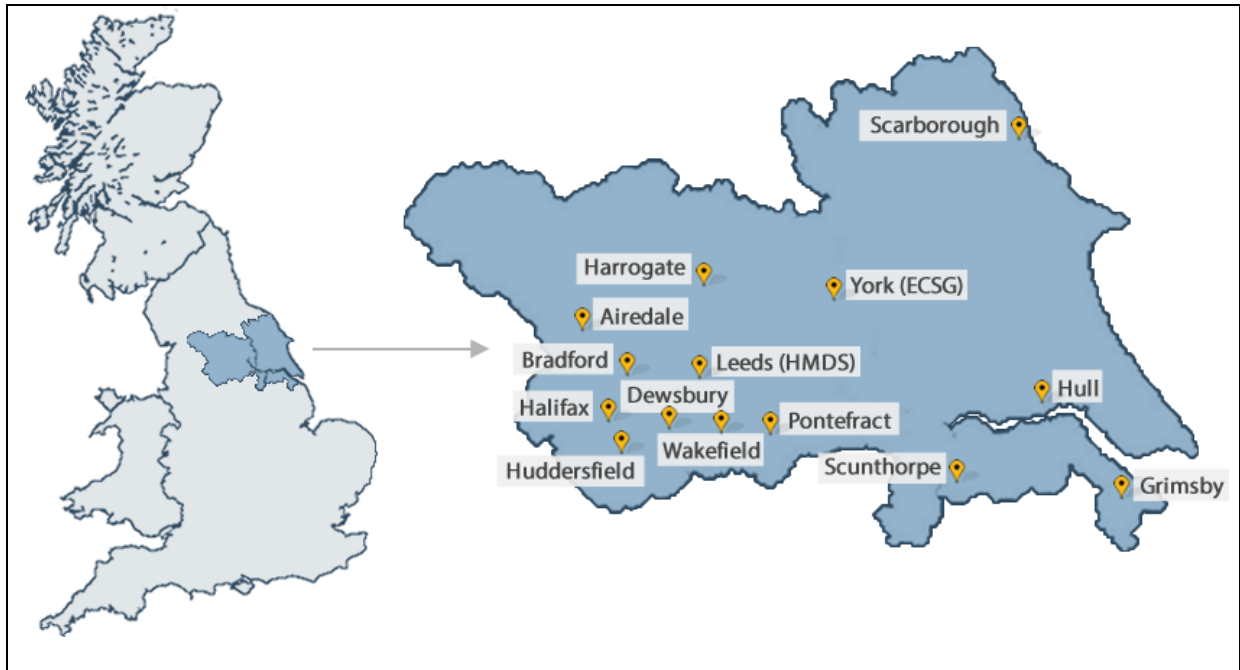 Scarborough
Harrogate
York (ECSG)
Airedale
Bradford
Leeds (HMDS)
Dewsbury
Hull
Halifax
Pontefract
Wakefield
Huddersfield
Scunthorpe
Grimsby